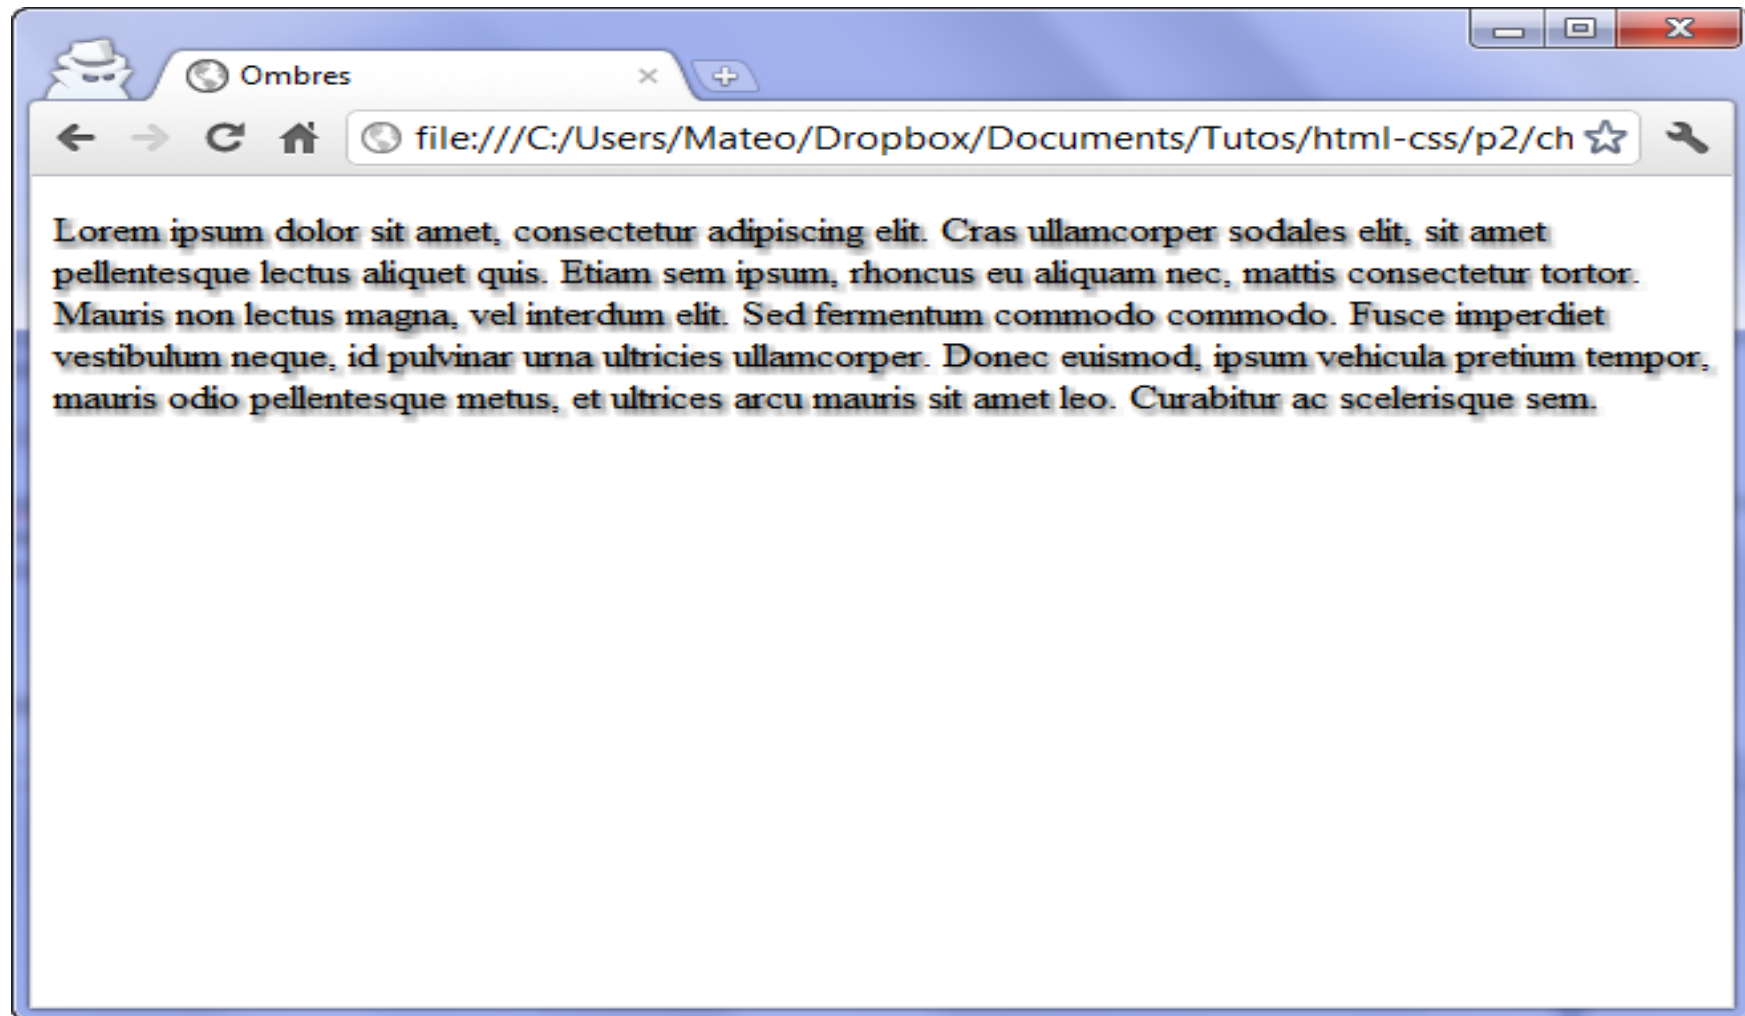 Ombres
file:///C:/Users/Mateo/Dropbox/Documents/Tutos/html-css/p2/ch
Lorem ipsum dolor sit amet, consectetur adipiscing elit. Cras ullamcorper sodales elit, sit amet
pellentesque lectus aliquet quis. Etiam sem ipsum, rhoncus eu aliquam nec, mattis consectetur tortor.
Mauris non lectus magna, vel interdum elit. Sed fermentum commodo commodo. Fusce imperdiet
vestibulum neque, id pulvinar urna ultricies ullamcorper. Donec euismod, ipsum vehicula pretium tempor,
mauris odio pellentesque metus, et ultrices arcu mauris sit amet leo. Curabitur ac scelerisque sem.